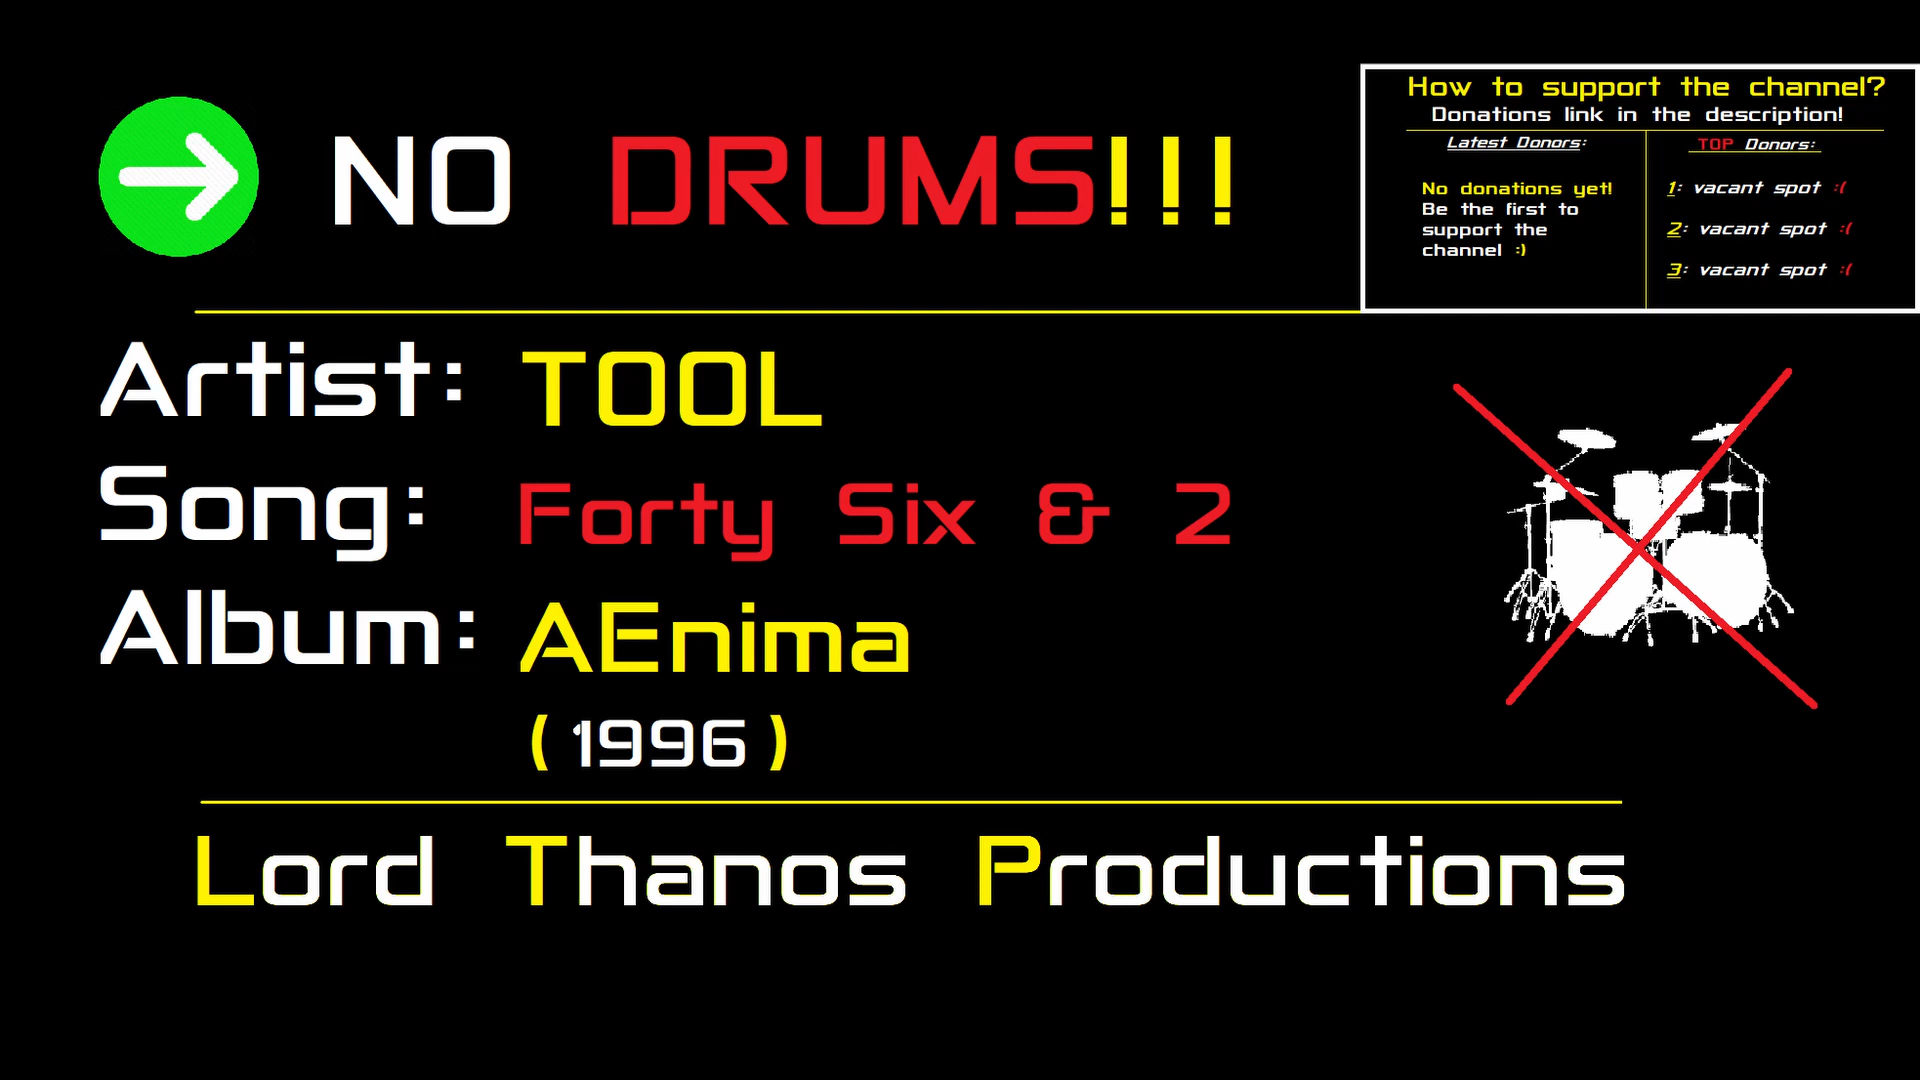 NO DRUMS!!!
How to support the channel?
Donations link in the description!
Latest Donors:
No donations yet!
Be the first to
support the
channel :)
TOP Donors:
1: vacant spot :(
2: vacant spot :(
3: vacant spot :(
Artist: TOOL
Song: Forty Six & 2
Album: AEnima
(1996)
Lord Thanos Productions